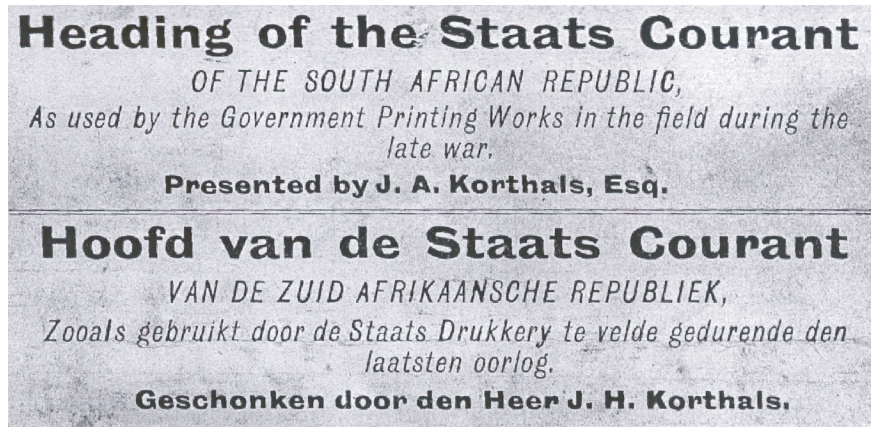 Heading of the Staats Courant
OF THE SOUTH AFRICAN REPUBLIC,
As used by the Government Printing Works in the field during the
late war.
Presented by J. A. Korthals, Esq.
Hoofd van de Staats Courant
VAN DE ZUID AFRIKAANSCHE REPUBLIEK,
Zooals gebruikt door de Staats Drukkery te velde gedurende den
laatsten oorlog.
Geschonken door den Heer J. H. Korthals.